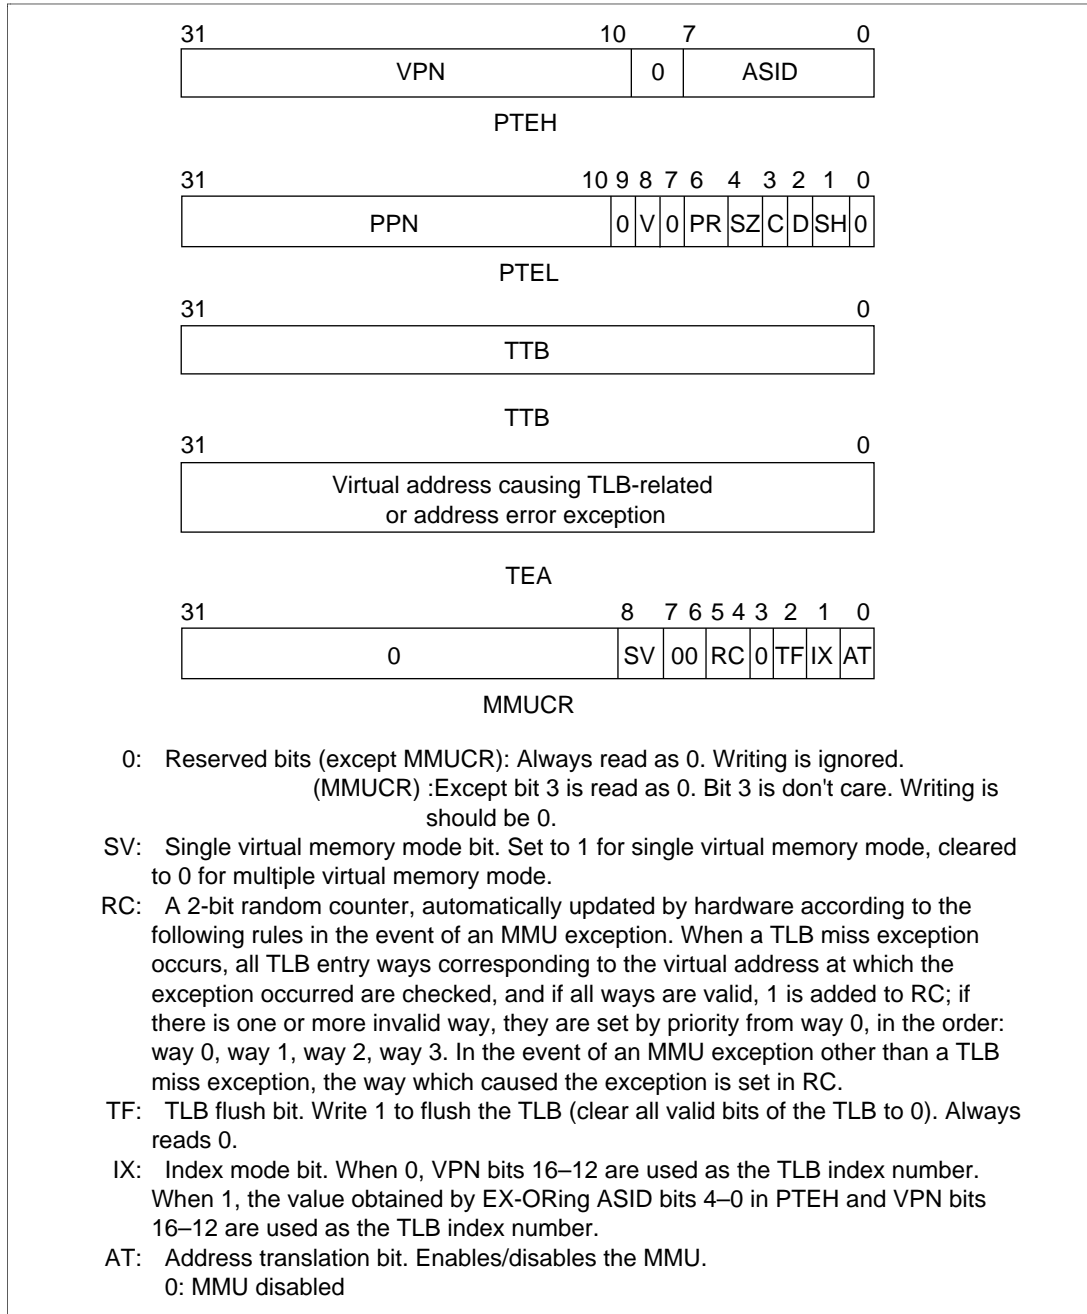 31 10 7 0
VPN 0 ASID
PTEH
31 10 9 8 7 6 4 3 2 1 0
PPN 0 V 0 PR SZ C D SH 0
PTEL
31 0
TTB
TTB
31 0
Virtual address causing TLB-related
or address error exception
TEA
31 8 7 6 5 4 3 2 1 0
0 SV 00 RC 0 TF IX AT
MMUCR
0: Reserved bits (except MMUCR): Always read as 0. Writing is ignored.
(MMUCR) :Except bit 3 is read as 0. Bit 3 is don't care. Writing is
should be 0.
SV: Single virtual memory mode bit. Set to 1 for single virtual memory mode, cleared
to 0 for multiple virtual memory mode.
RC: A 2-bit random counter, automatically updated by hardware according to the
following rules in the event of an MMU exception. When a TLB miss exception
occurs, all TLB entry ways corresponding to the virtual address at which the
exception occurred are checked, and if all ways are valid, 1 is added to RC; if
there is one or more invalid way, they are set by priority from way 0, in the order:
way 0, way 1, way 2, way 3. In the event of an MMU exception other than a TLB
miss exception, the way which caused the exception is set in RC.
TF: TLB flush bit. Write 1 to flush the TLB (clear all valid bits of the TLB to 0). Always
reads 0.
IX: Index mode bit. When 0, VPN bits 16–12 are used as the TLB index number.
When 1, the value obtained by EX-ORing ASID bits 4–0 in PTEH and VPN bits
16–12 are used as the TLB index number.
AT: Address translation bit. Enables/disables the MMU.
0: MMU disabled